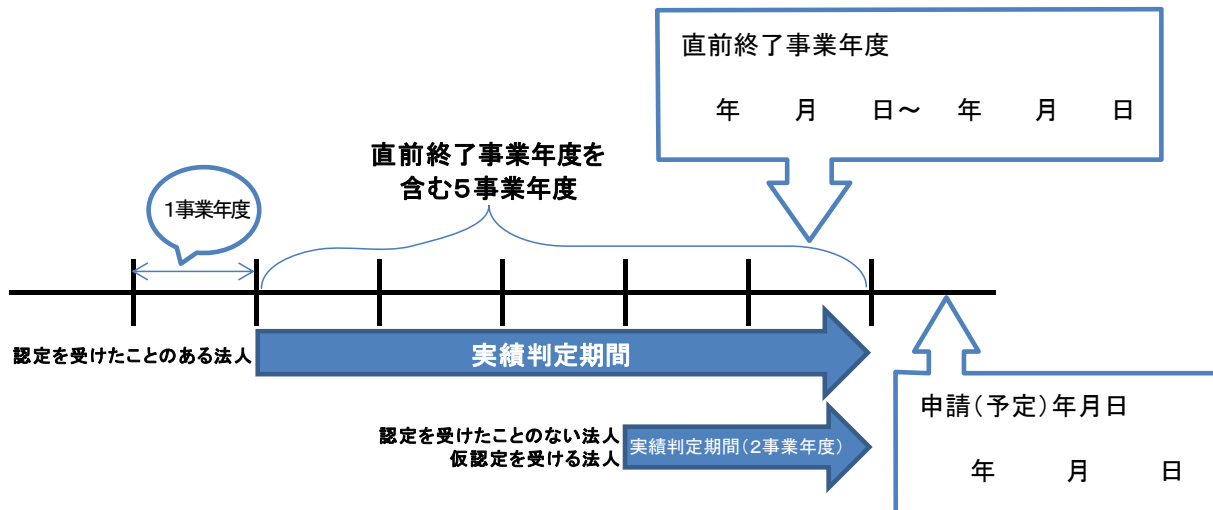 直前終了事業年度
年 月 日～ 年 月 日
直前終了事業年度を
含む5事業年度
1事業年度
認定を受けたことのある法人
実績判定期間
認定を受けたことのない法人
仮認定を受ける法人
実績判定期間(2事業年度)
申請(予定)年月日
年 月 日